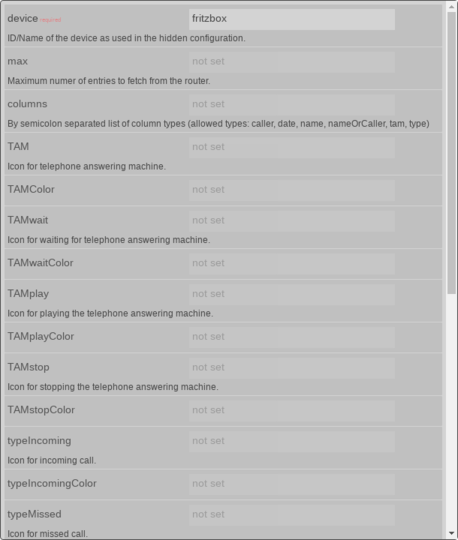 device required fritzbox
ID/Name of the device as used in the hidden configuration.
max not set
Maximum numer of entries to fetch from the router.
columns not set
By semicolon separated list of column types (allowed types: caller, date, name, nameOrCaller, tam, type)
TAM not set
Icon for telephone answering machine.
TAMColor not set
TAMwait not set
Icon for waiting for telephone answering machine.
TAMwaitColor not set
TAMplay not set
Icon for playing the telephone answering machine.
TAMplayColor not set
TAMstop not set
Icon for stopping the telephone answering machine.
TAMstopColor not set
typeIncoming not set
Icon for incoming call.
typeIncomingColor not set
typeMissed not set
Icon for missed call.